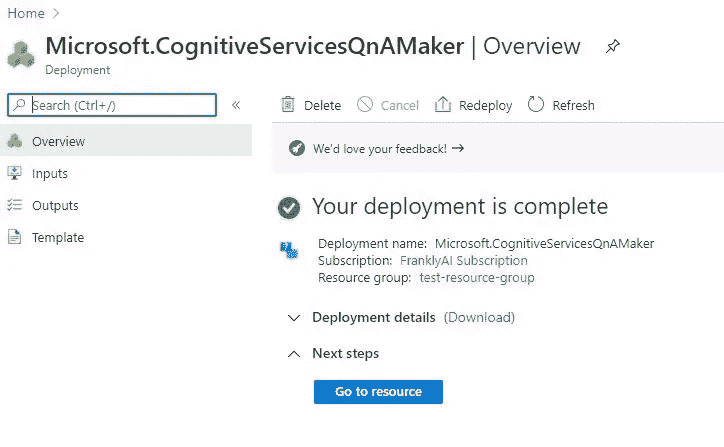 Home >
Microsoft.CognitiveServicesQnAMaker | Overview
Deployment
Search (Ctrl+/)
«
Delete
Cancel
Redeploy
Refresh
Overview
Inputs
Outputs
Template
We'd love your feedback! →
Your deployment is complete
Deployment name: Microsoft.CognitiveServicesQnAMaker
Subscription: FranklyAI Subscription
Resource group: test-resource-group
Deployment details (Download)
Next steps
Go to resource